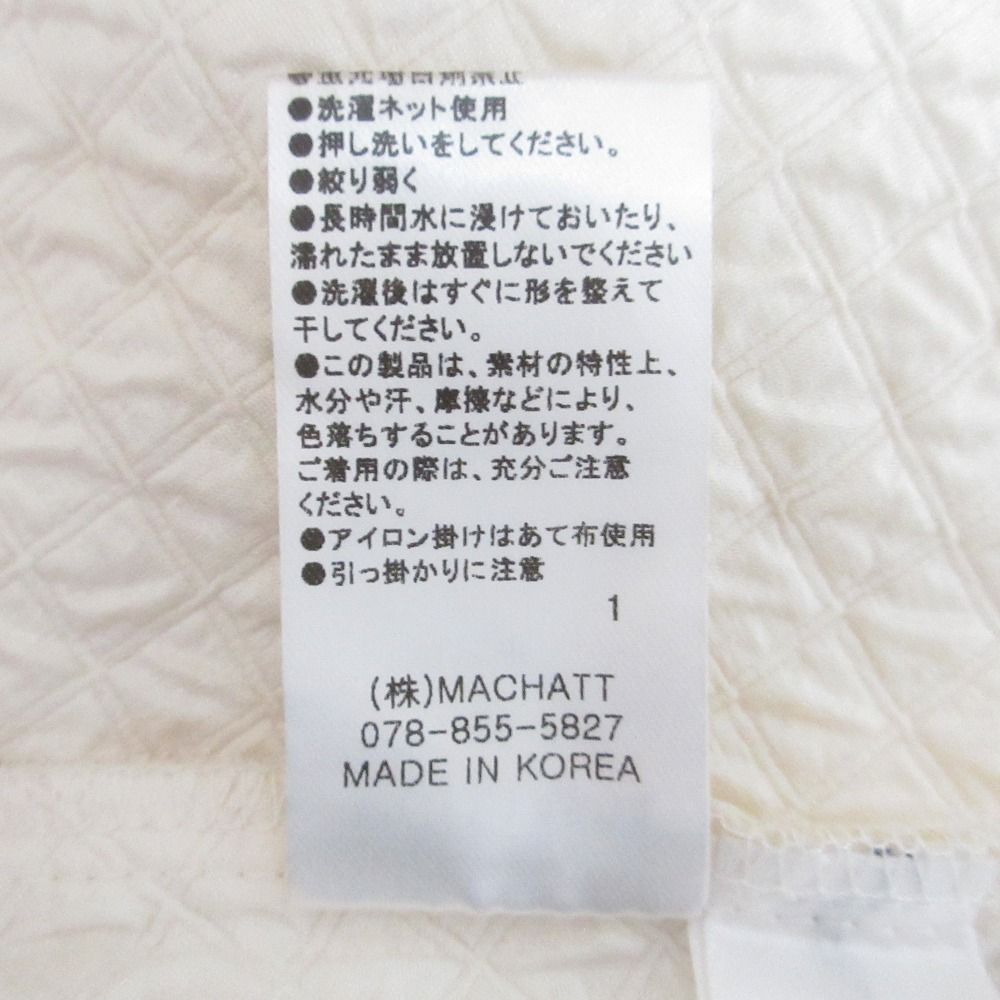 ●蛍光増白剤禁止
●洗濯ネット使用
●押し洗いをしてください。
●絞り弱く
●長時間水に浸けておいたり、
濡れたまま放置しないでください
●洗濯後はすぐに形を整えて
干してください。
●この製品は、素材の特性上、
水分や汗、摩擦などにより、
色落ちすることがあります。
ご着用の際は、充分ご注意
ください。
●アイロン掛けはあて布使用
●引っ掛かりに注意
1
(株)MACHATT
078-855-5827
MADE IN KOREA